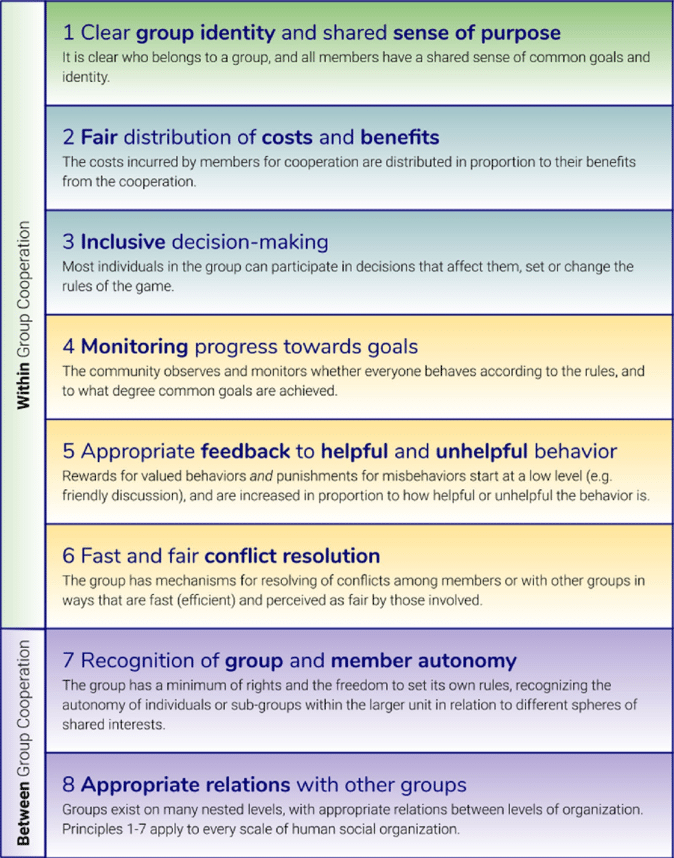 Within Group Cooperation
1 Clear group identity and shared sense of purpose
It is clear who belongs to a group, and all members have a shared sense of common goals and
identity.
2 Fair distribution of costs and benefits
The costs incurred by members for cooperation are distributed in proportion to their benefits
from the cooperation.
3 Inclusive decision-making
Most individuals in the group can participate in decisions that affect them, set or change the
rules of the game.
4 Monitoring progress towards goals
The community observes and monitors whether everyone behaves according to the rules, and
to what degree common goals are achieved.
5 Appropriate feedback to helpful and unhelpful behavior
Rewards for valued behaviors and punishments for misbehaviors start at a low level (e.g.
friendly discussion), and are increased in proportion to how helpful or unhelpful the behavior is.
6 Fast and fair conflict resolution
The group has mechanisms for resolving of conflicts among members or with other groups in
ways that are fast (efficient) and perceived as fair by those involved.
Between Group Cooperation
7 Recognition of group and member autonomy
The group has a minimum of rights and the freedom to set its own rules, recognizing the
autonomy of individuals or sub-groups within the larger unit in relation to different spheres of
shared interests.
8 Appropriate relations with other groups
Groups exist on many nested levels, with appropriate relations between levels of organization.
Principles 1-7 apply to every scale of human social organization.